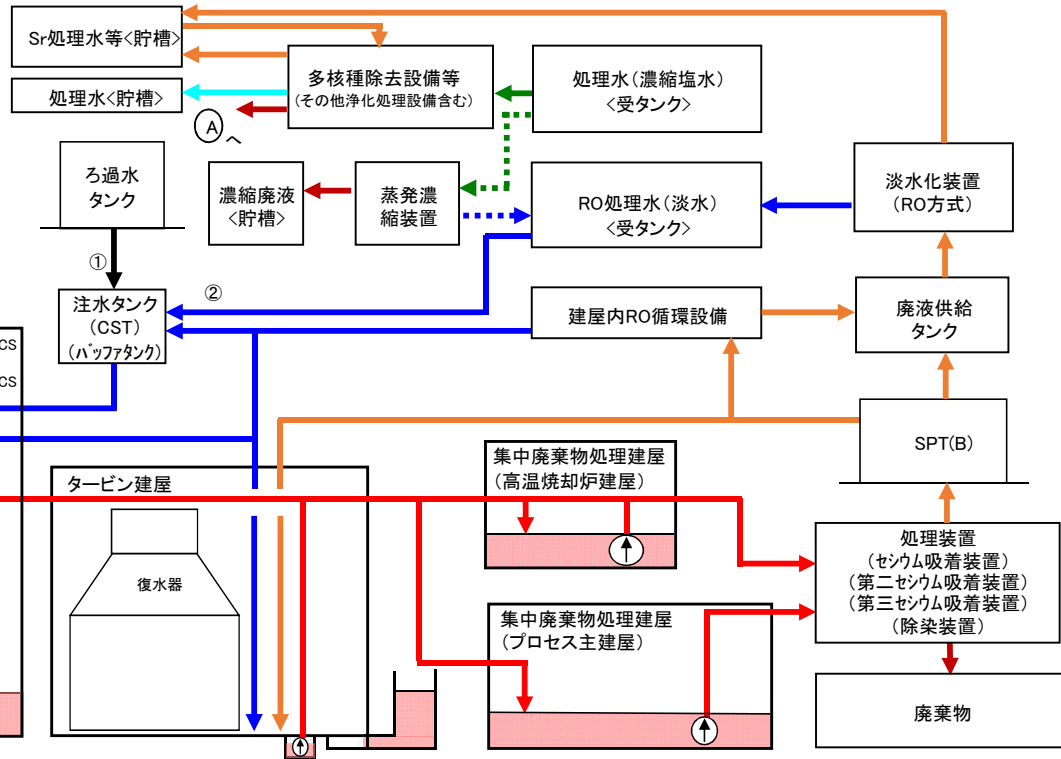 Sr処理水等<貯槽>
処理水<貯槽>
多核種除去設備等
(その他浄化処理設備含む)
処理水(濃縮塩水)
<受タンク>
A
へ
ろ過水
タンク
濃縮廃液
<貯槽>
蒸発濃
縮装置
RO処理水(淡水)
<受タンク>
淡水化装置
(RO方式)
①
②
注水タンク
(CST)
(バッファタンク)
建屋内RO循環設備
廃液供給
タンク
CS
CS
SPT(B)
タービン建屋
復水器
集中廃棄物処理建屋
(高温焼却炉建屋)
処理装置
(セシウム吸着装置)
(第二セシウム吸着装置)
(第三セシウム吸着装置)
(除染装置)
集中廃棄物処理建屋
(プロセス主建屋)
廃棄物